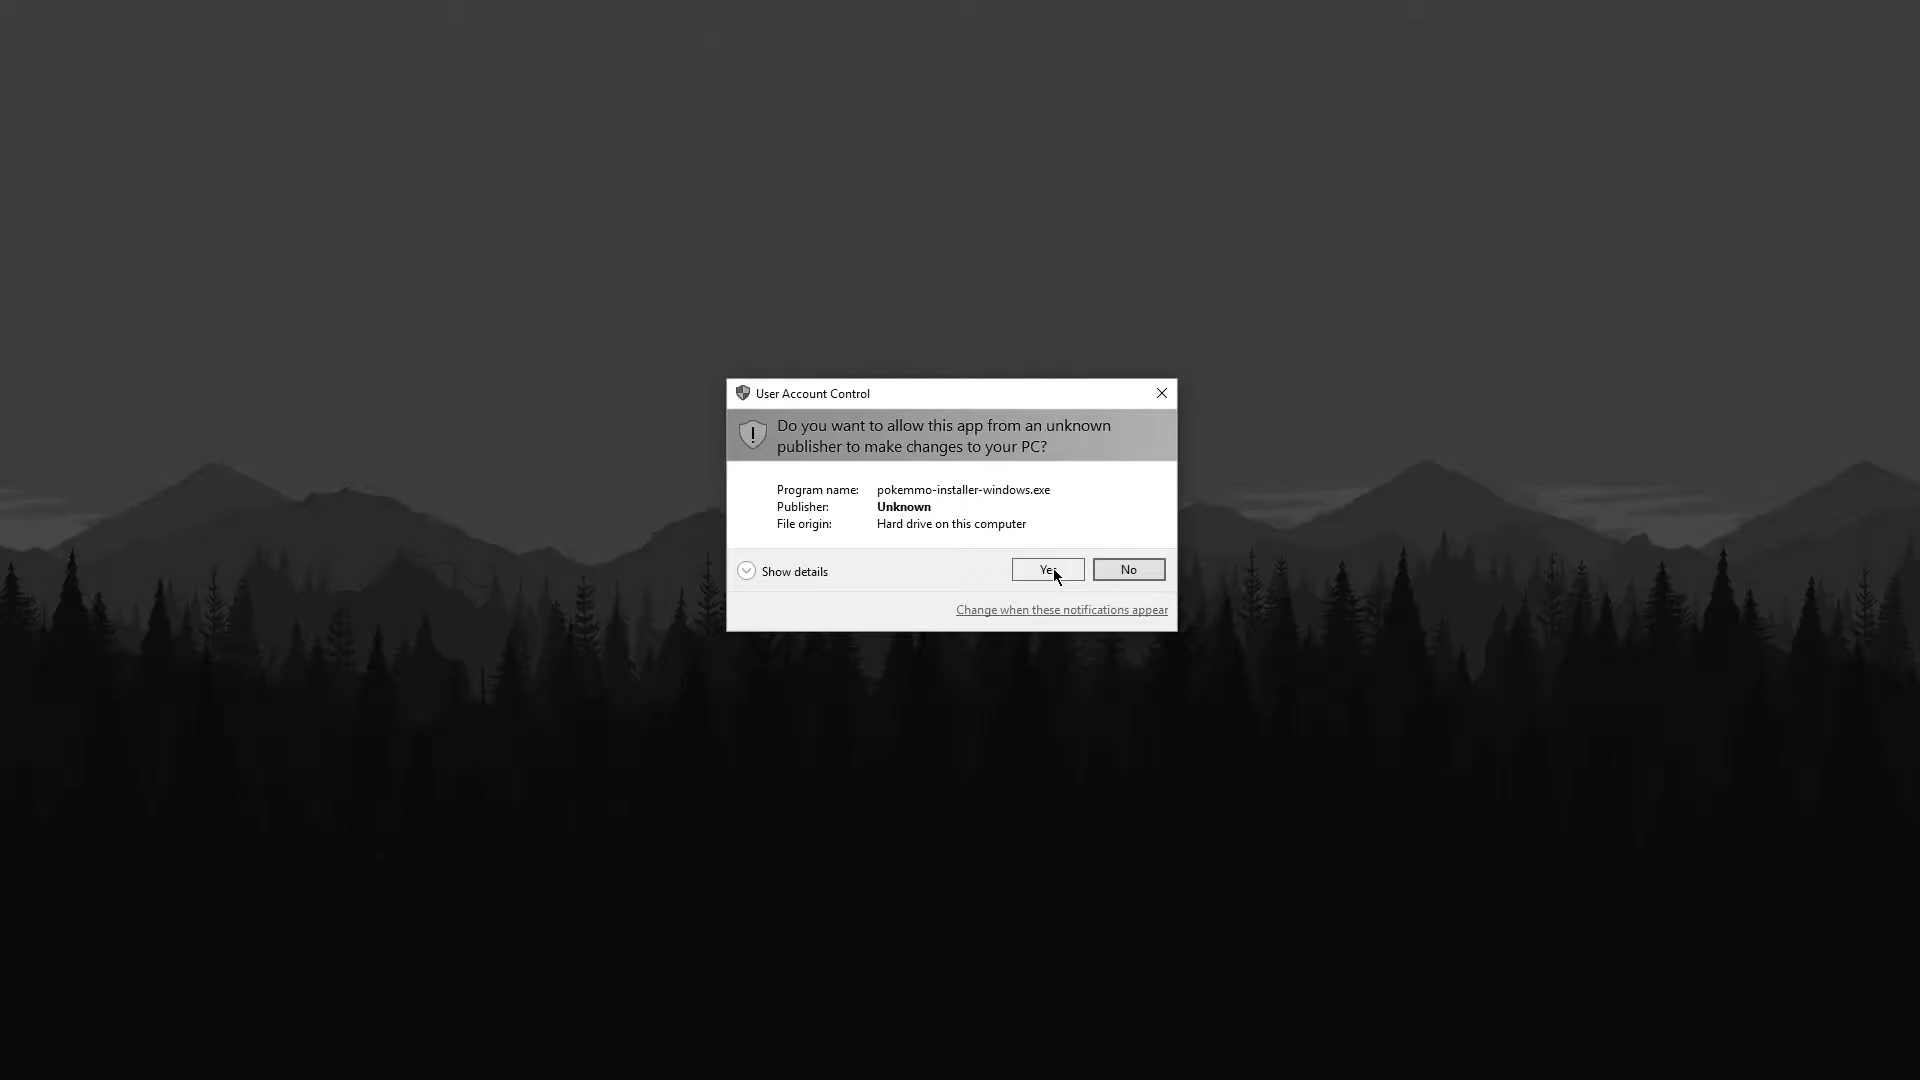 User Account Control
Do you want to allow this app from an unknown
publisher to make changes to your PC?
Program name: pokemmo-installer-windows.exe
Publisher: Unknown
File origin: Hard drive on this computer
Show details
Yes
No
Change when these notifications appear